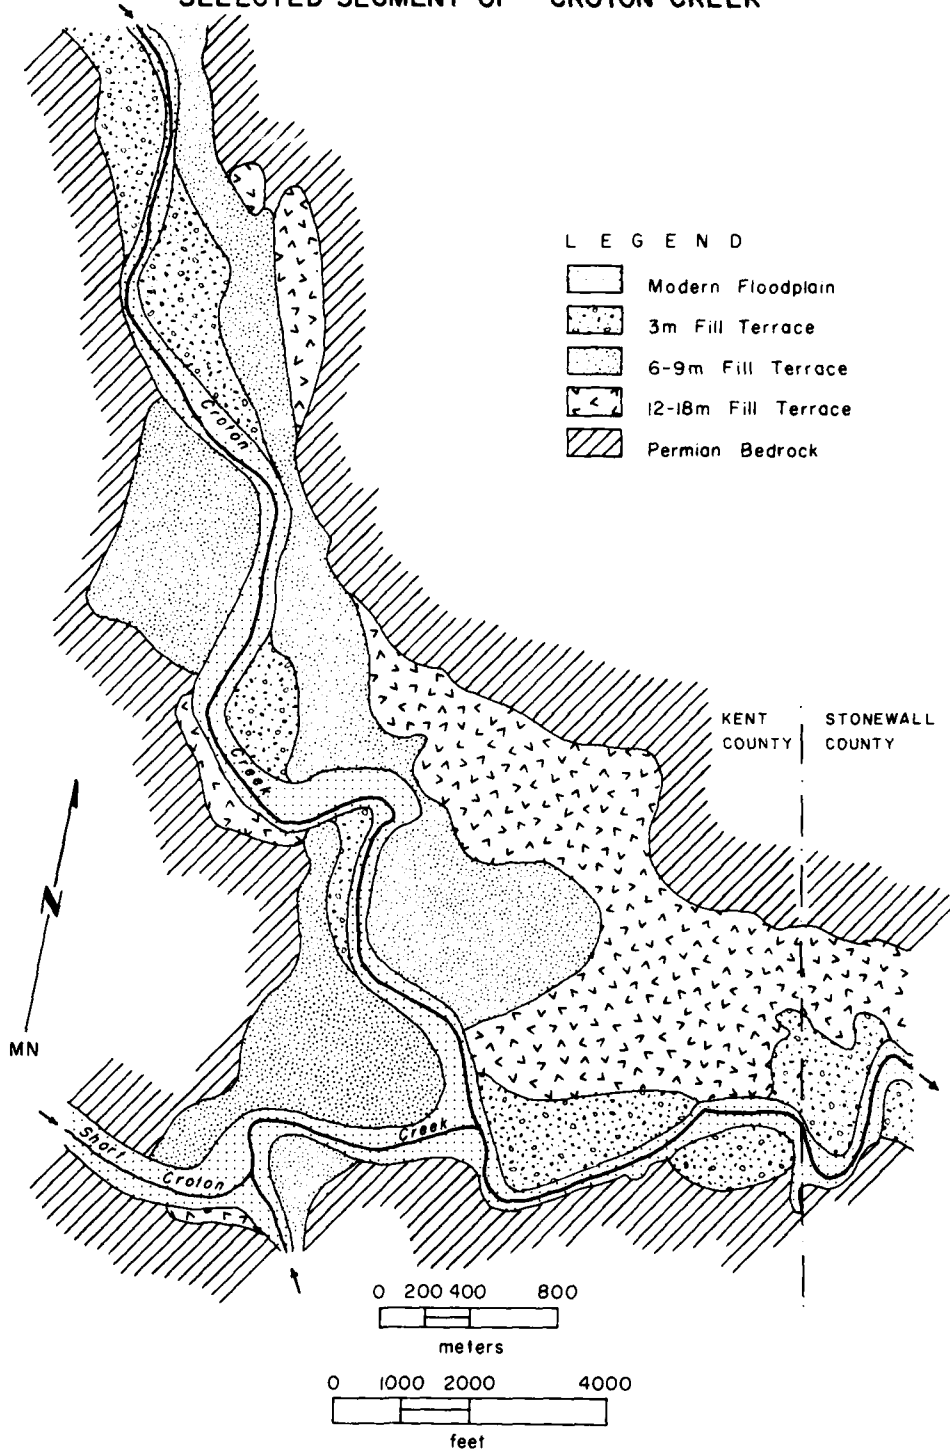 SELECTED SEGMENT OF CROTON CREEK
L E G E N D
Modern Floodplain
3m Fill Terrace
6-9m Fill Terrace
12-18m Fill Terrace
Permian Bedrock
Croton
Creek
KENT COUNTY
STONEWALL COUNTY
N
MN
Short Croton Creek
0 200 400 800
meters
0 1000 2000 4000
feet